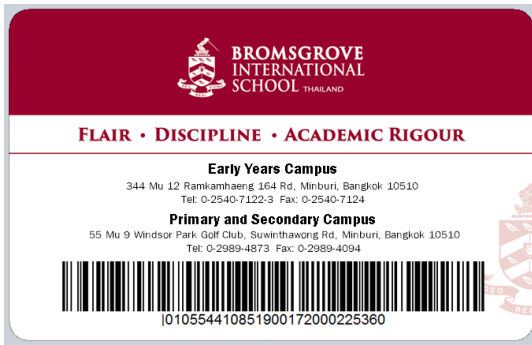 BROMSGROVE
INTERNATIONAL
SCHOOL THAILAND
FLAIR • DISCIPLINE • ACADEMIC RIGOUR
Early Years Campus
344 Mu 12 Ramkamhaeng 164 Rd, Minburi, Bangkok 10510
Tel: 0-2540-7122-3 Fax: 0-2540-7124
Primary and Secondary Campus
55 Mu 9 Windsor Park Golf Club, Suwinthawong Rd, Minburi, Bangkok 10510
Tel: 0-2989-4873 Fax: 0-2989-4094
|010554410851900172000225360